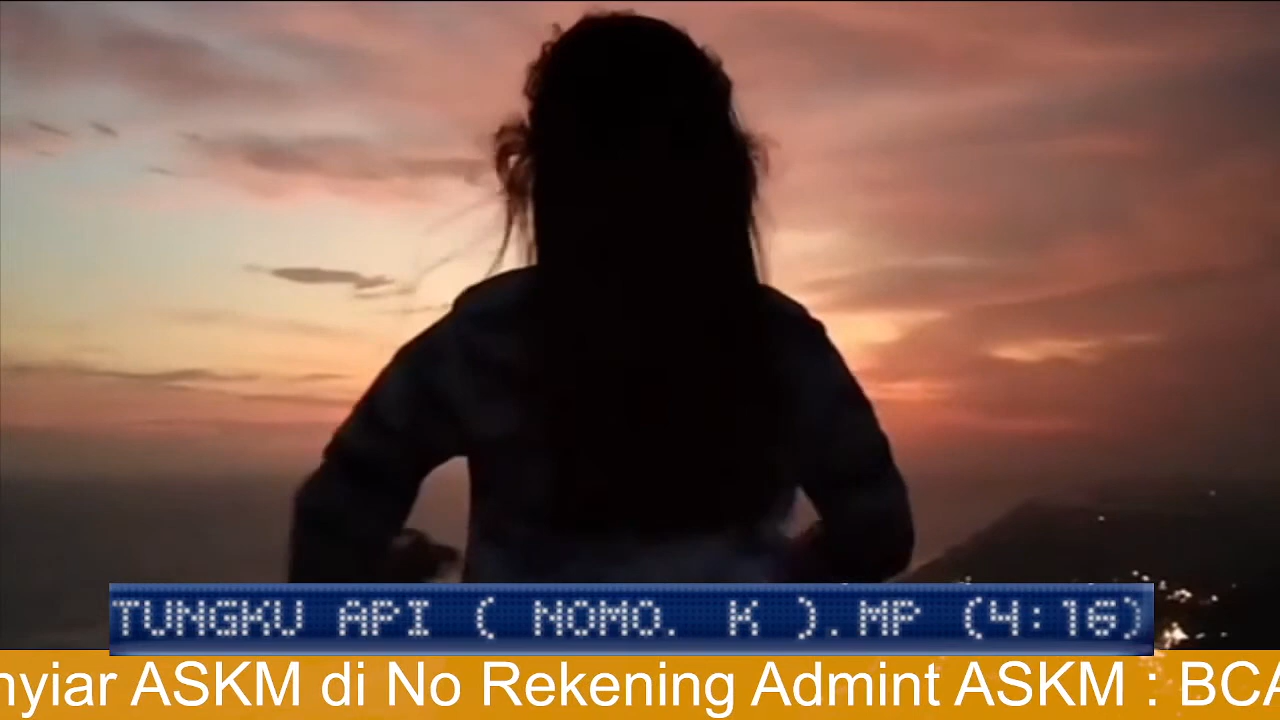 TUNGKU API ( NOMO. K ).MP (4:16)
nyiar ASKM di No Rekening Admint ASKM : BCA